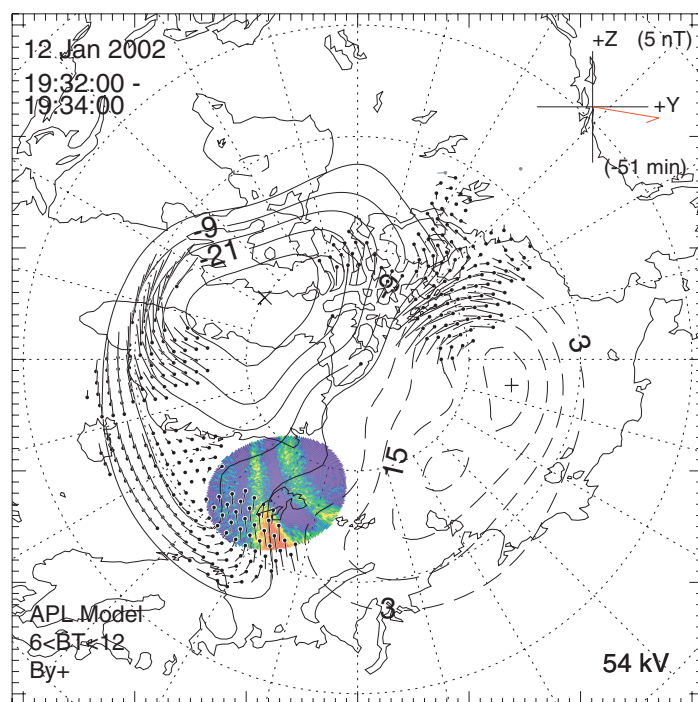 12 Jan 2002
19:32:00 -
19:34:00
+Z (5 nT)
+Y
(-51 min)
-9
-21
-9
3
15
3
APL Model
6<BT<12
By+
54 kV